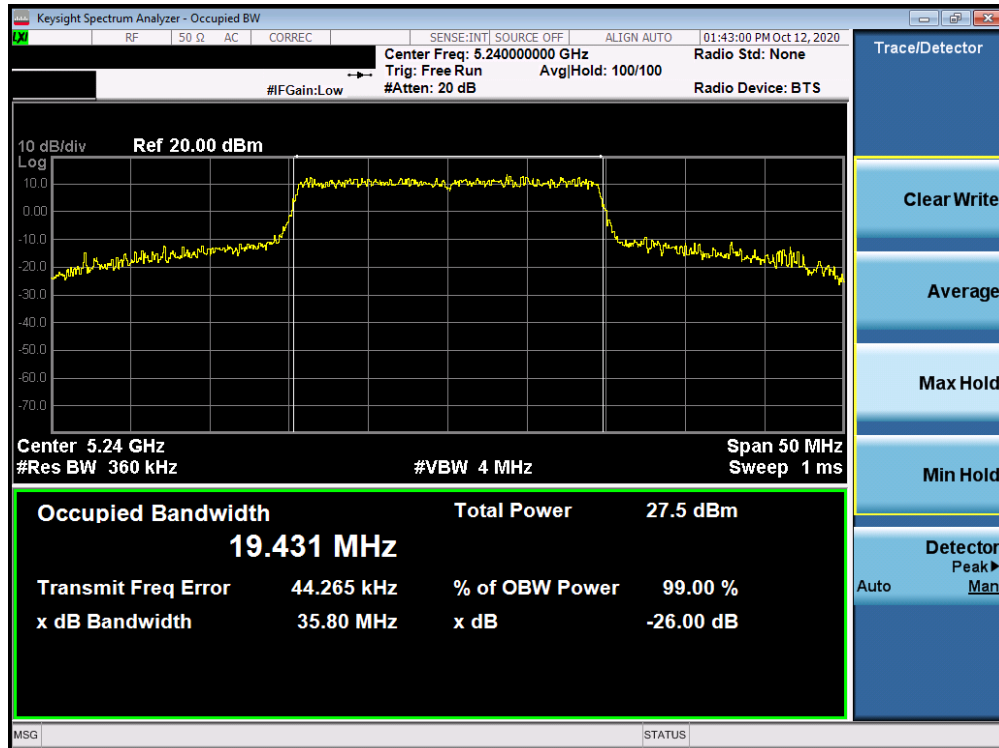 Keysight Spectrum Analyzer - Occupied BW
LXI RF 50 Ω AC CORREC SENSE:INT SOURCE OFF ALIGN AUTO 01:43:00 PM Oct 12, 2020
Center Freq: 5.240000000 GHz Radio Std: None
Trig: Free Run Avg|Hold: 100/100
#IFGain:Low #Atten: 20 dB Radio Device: BTS
10 dB/div Ref 20.00 dBm
Log
10.0
0.00
-10.0
-20.0
-30.0
-40.0
-50.0
-60.0
-70.0
Center 5.24 GHz Span 50 MHz
#Res BW 360 kHz #VBW 4 MHz Sweep 1 ms
Occupied Bandwidth Total Power 27.5 dBm
19.431 MHz
Transmit Freq Error 44.265 kHz % of OBW Power 99.00 %
x dB Bandwidth 35.80 MHz x dB -26.00 dB
MSG STATUS
Trace/Detector
Clear Write
Average
Max Hold
Min Hold
Detector
Peak
Auto Man